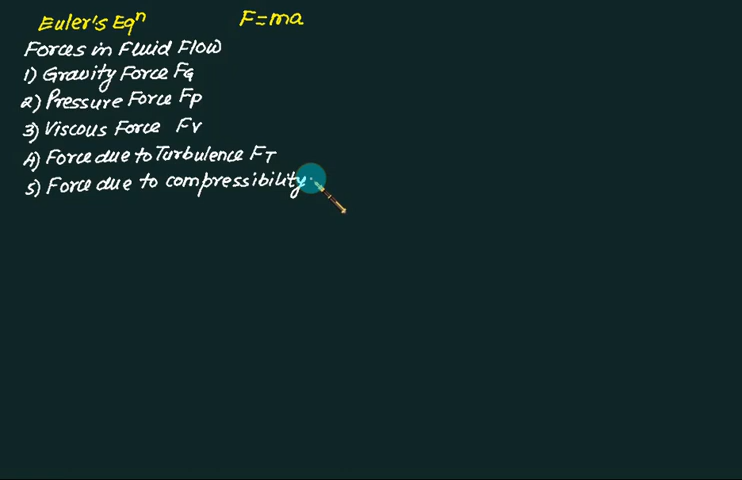 Euler's Eqⁿ F=ma
Forces in Fluid Flow
1) Gravity Force FG
2) Pressure Force FP
3) Viscous Force FV
4) Force due to Turbulence FT
5) Force due to compressibility